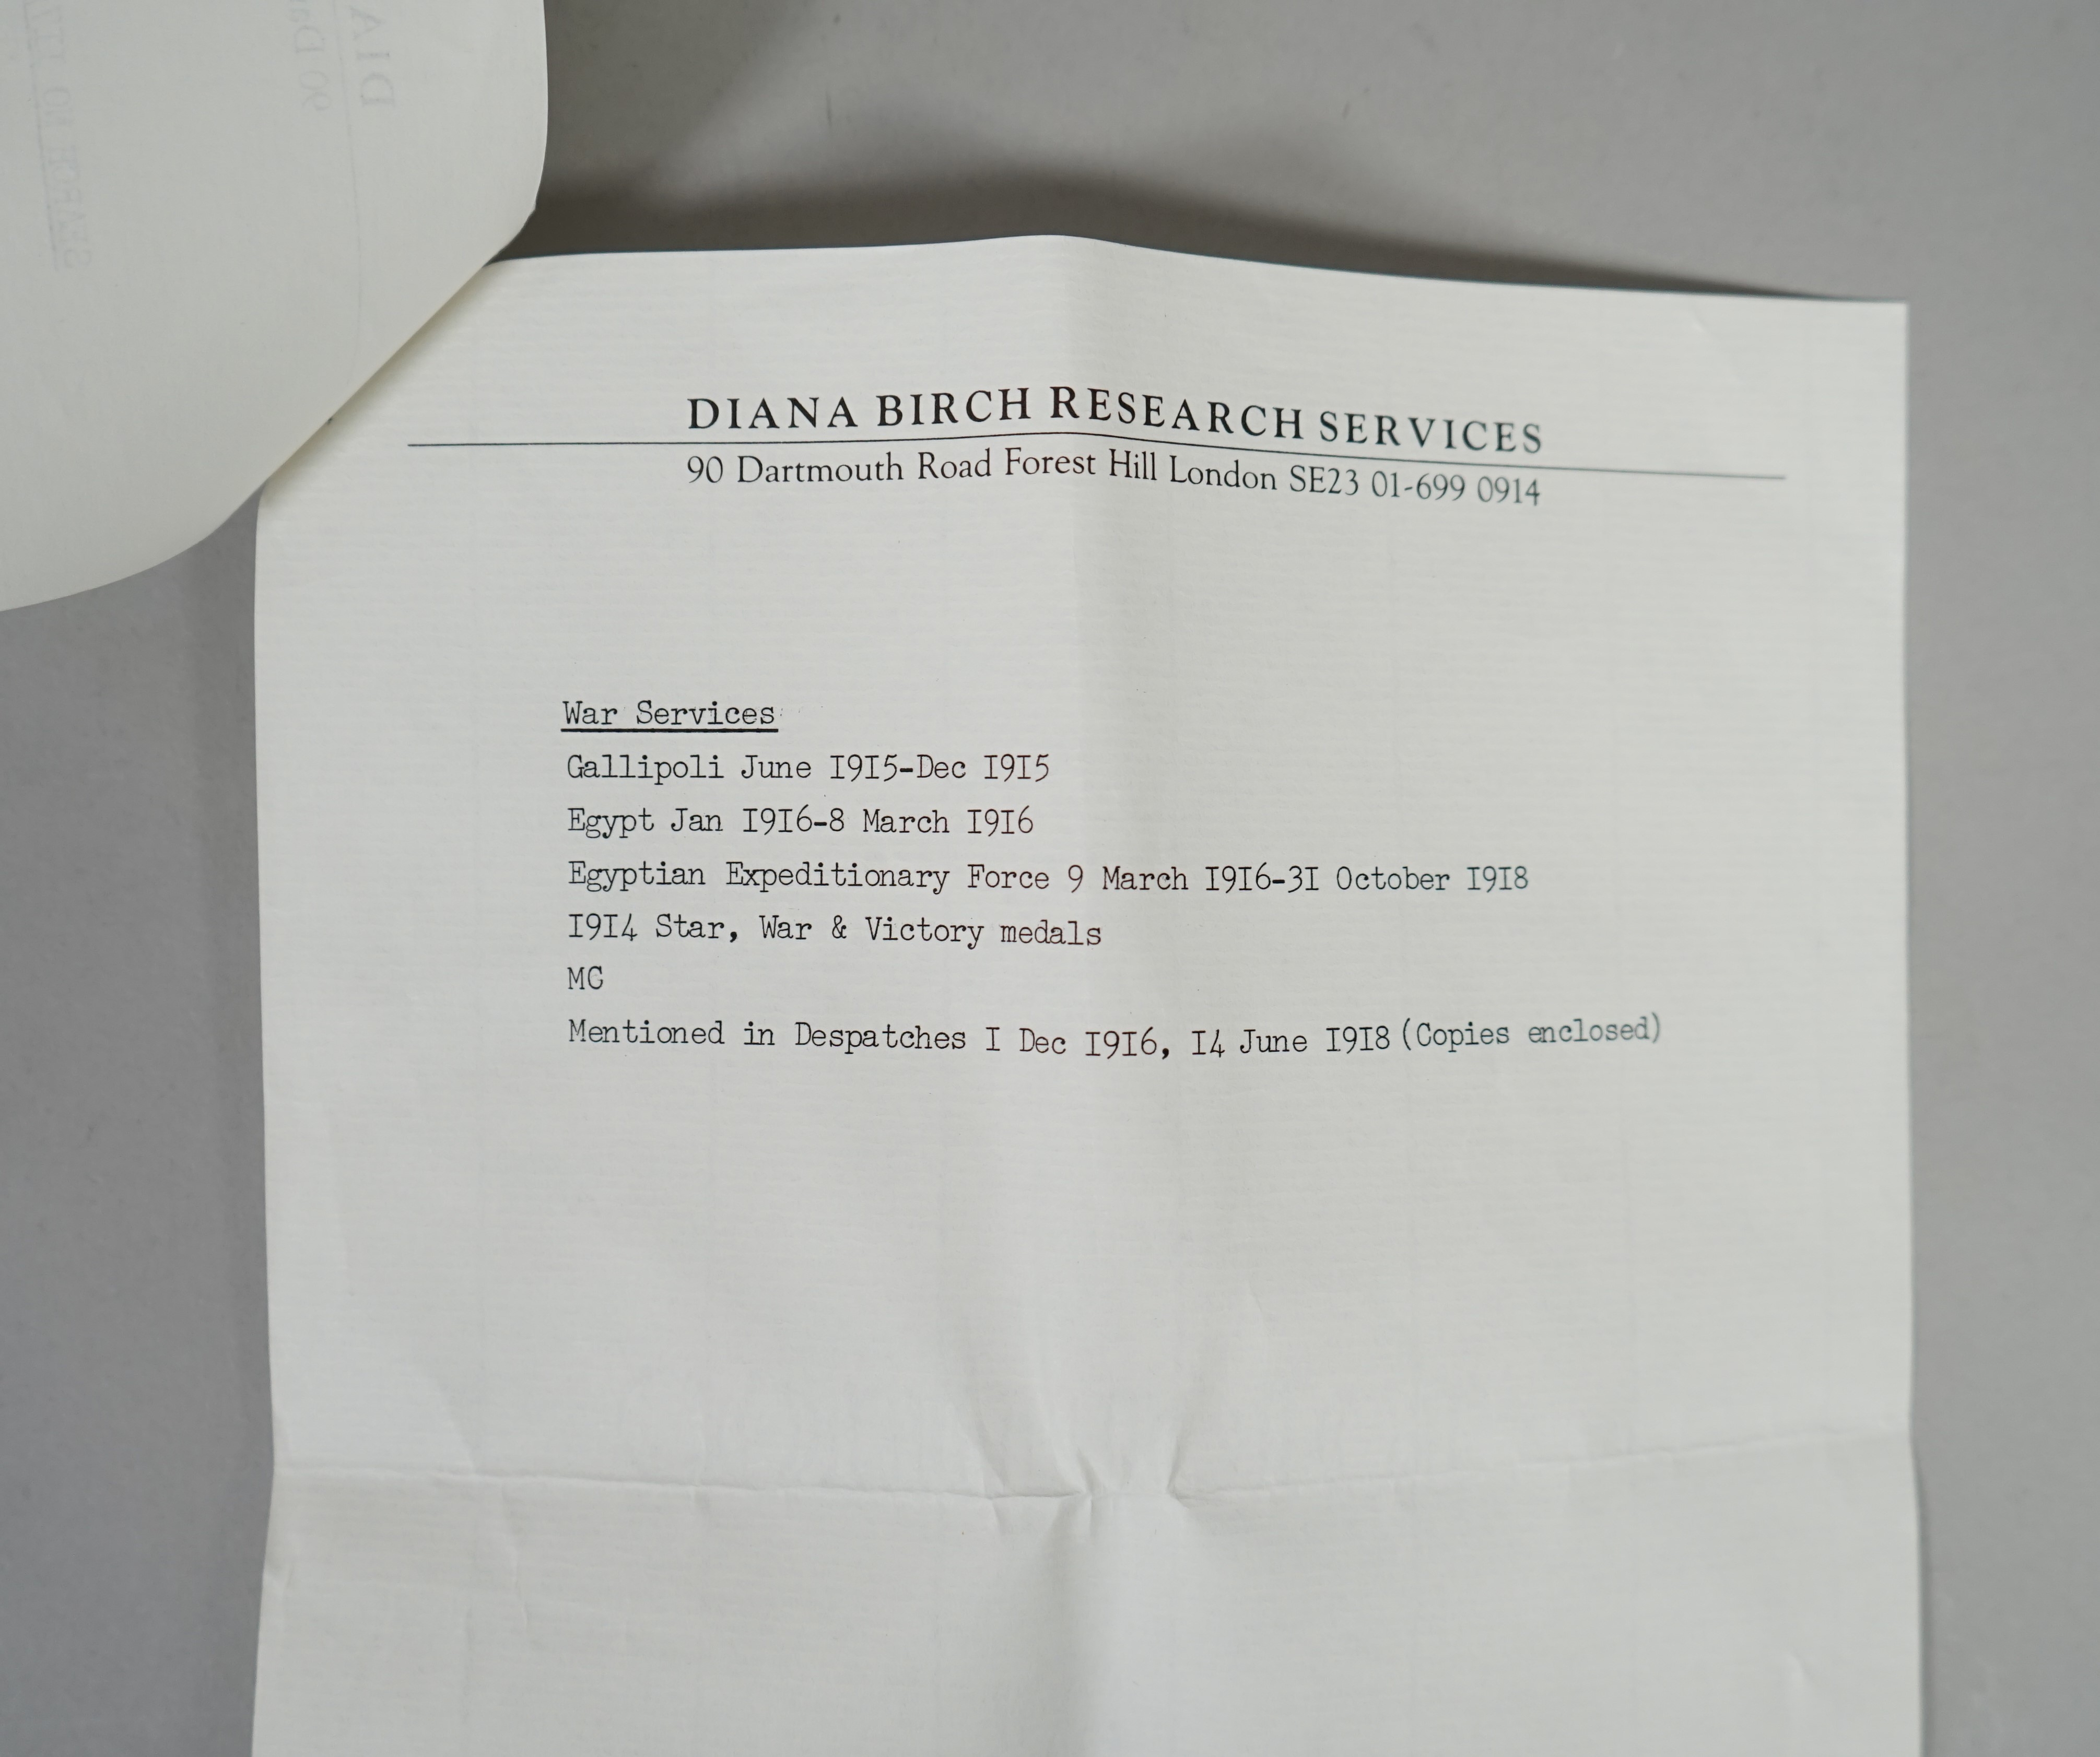 DIANA BIRCH RESEARCH SERVICES
90 Dartmouth Road Forest Hill London SE23 01-699 0914
War Services
Gallipoli June I9I5-Dec I9I5
Egypt Jan I9I6-8 March I9I6
Egyptian Expeditionary Force 9 March I9I6-3I October I9I8
I9I4 Star, War & Victory medals
MC
Mentioned in Despatches I Dec I9I6, I4 June I9I8 (Copies enclosed)